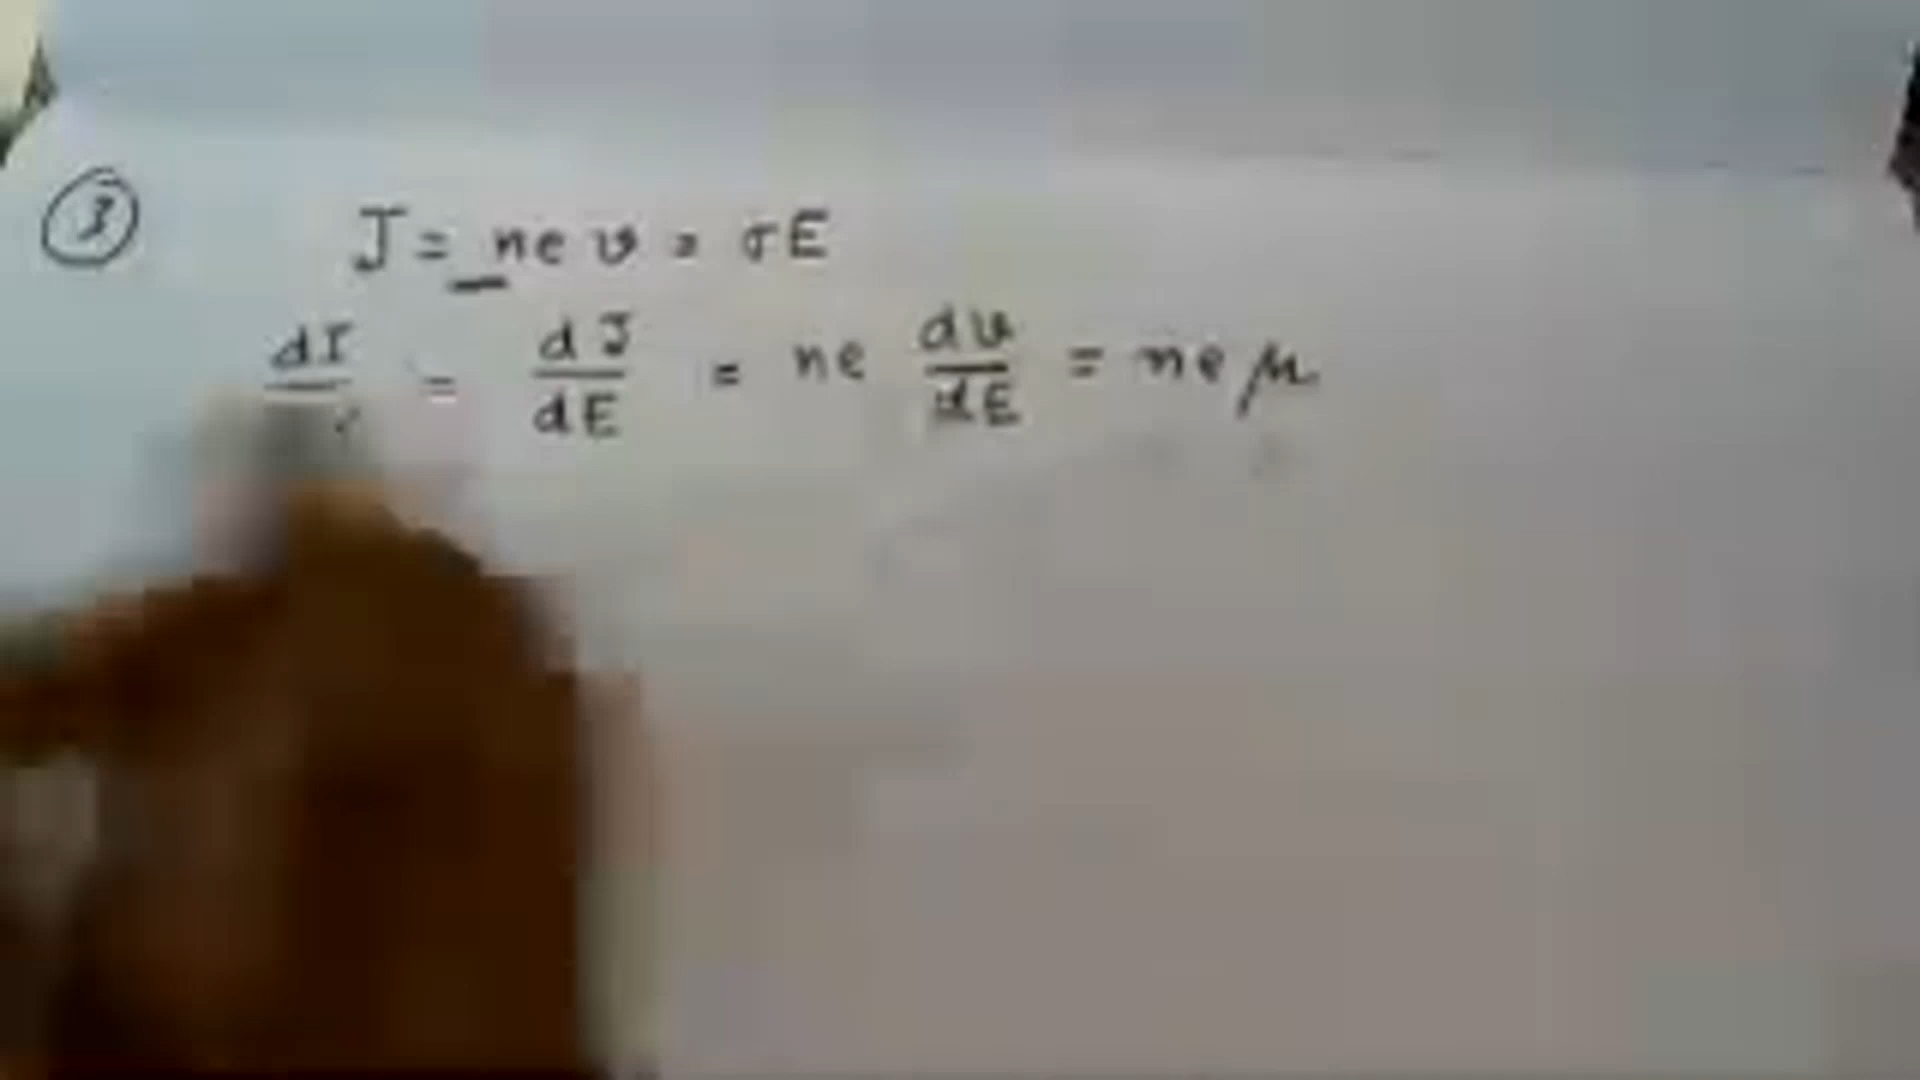 ③ J = ne v = σE
dI/ = dJ/dE = ne dv/dE = ne μ